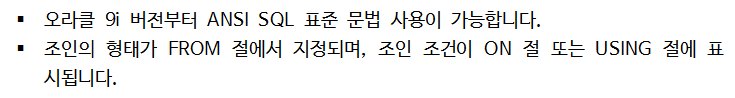 ▪ 오라클 9i 버전부터 ANSI SQL 표준 문법 사용이 가능합니다.
▪ 조인의 형태가 FROM 절에서 지정되며, 조인 조건이 ON 절 또는 USING 절에 표
시됩니다.